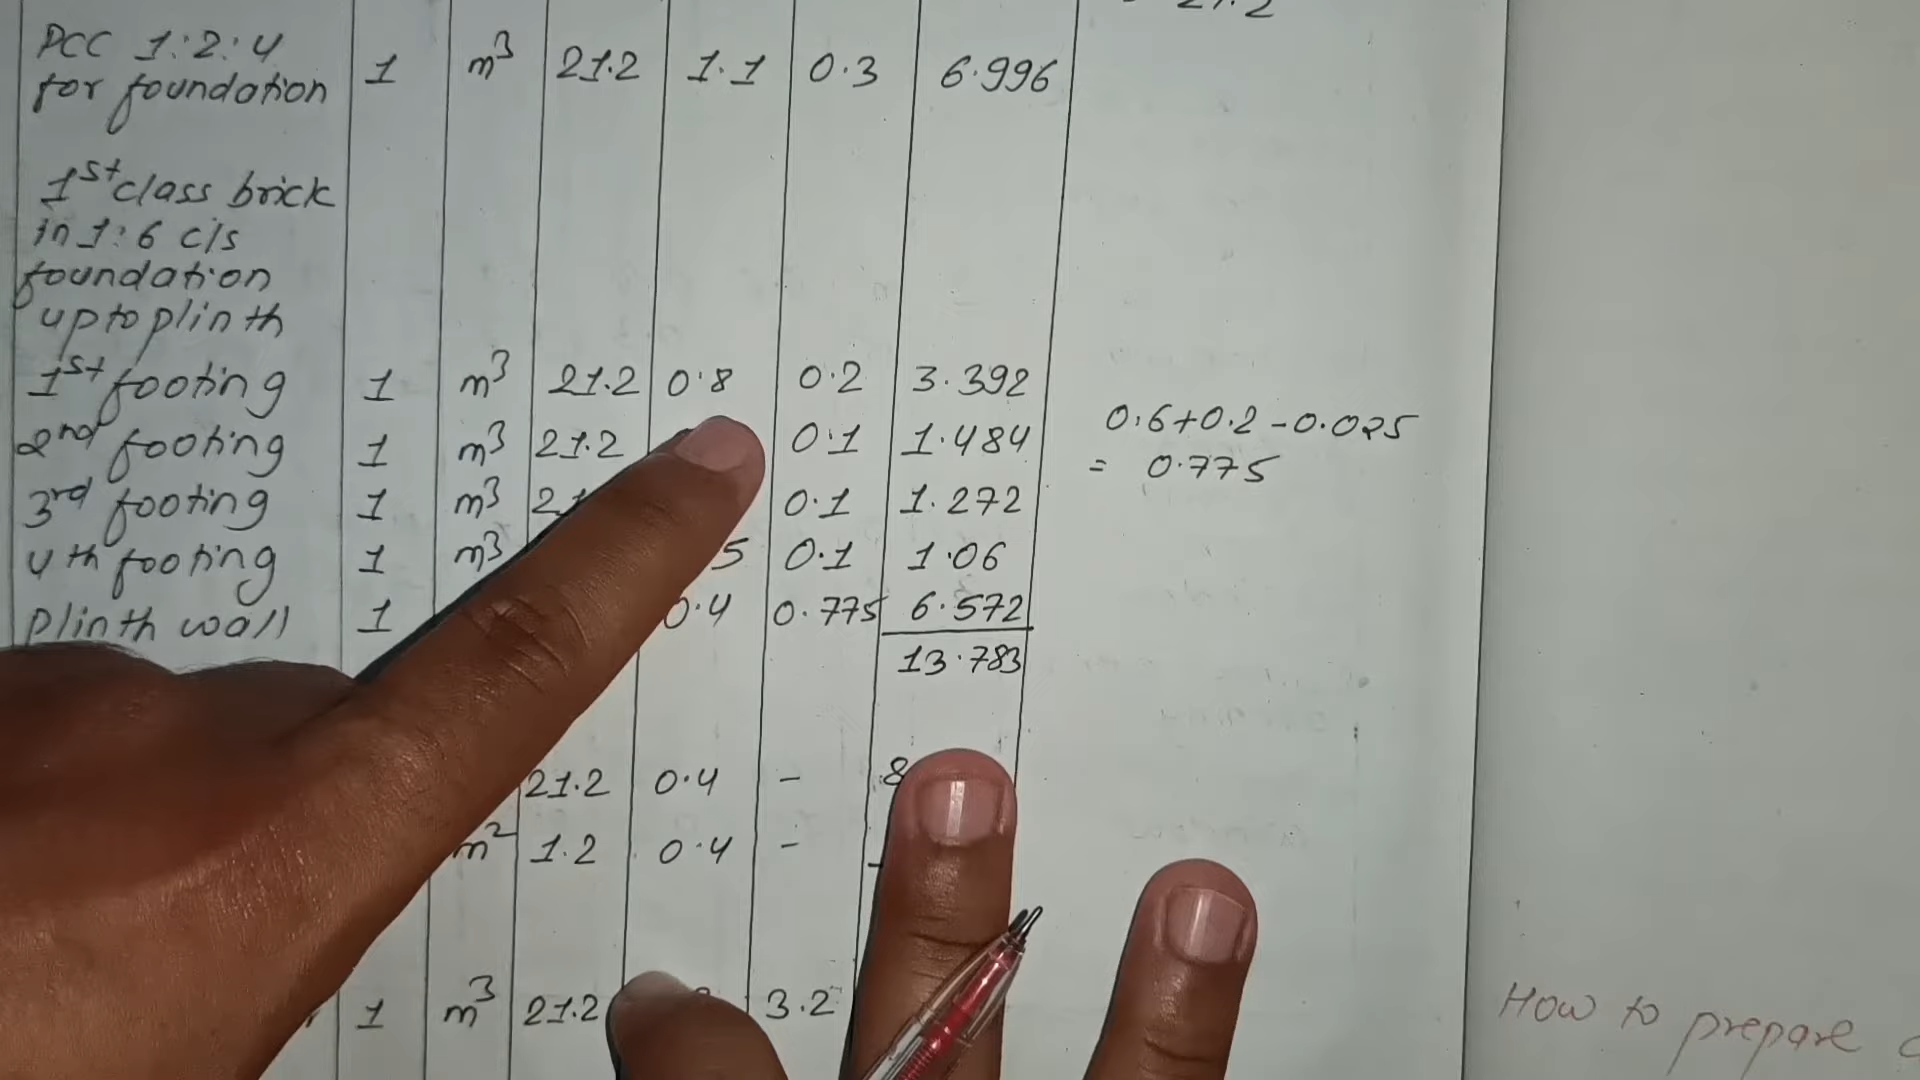 PCC 1:2:4
for foundation 1 m³ 21.2 1.1 0.3 6.996
1st class brick
in 1:6 c/s
foundation
upto plinth
1st footing 1 m³ 21.2 0.8 0.2 3.392
2nd footing 1 m³ 21.2 0.1 1.484
3rd footing 1 m³ 0.1 1.272
4th footing 1 m³ 0.1 1.06
plinth wall 1 0.4 0.775 6.572
13.783
0.6+0.2-0.025
= 0.775
21.2 0.4 -
m² 1.2 0.4 -
1 m³ 21.2 3.2
How to prepare